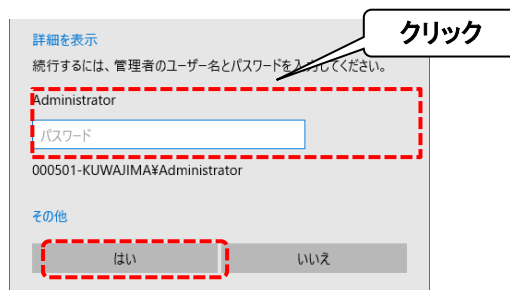 クリック
詳細を表示
続行するには、管理者のユーザー名とパスワードを入力してください。
Administrator
パスワード
000501-KUWAJIMA¥Administrator
その他
はい
いいえ